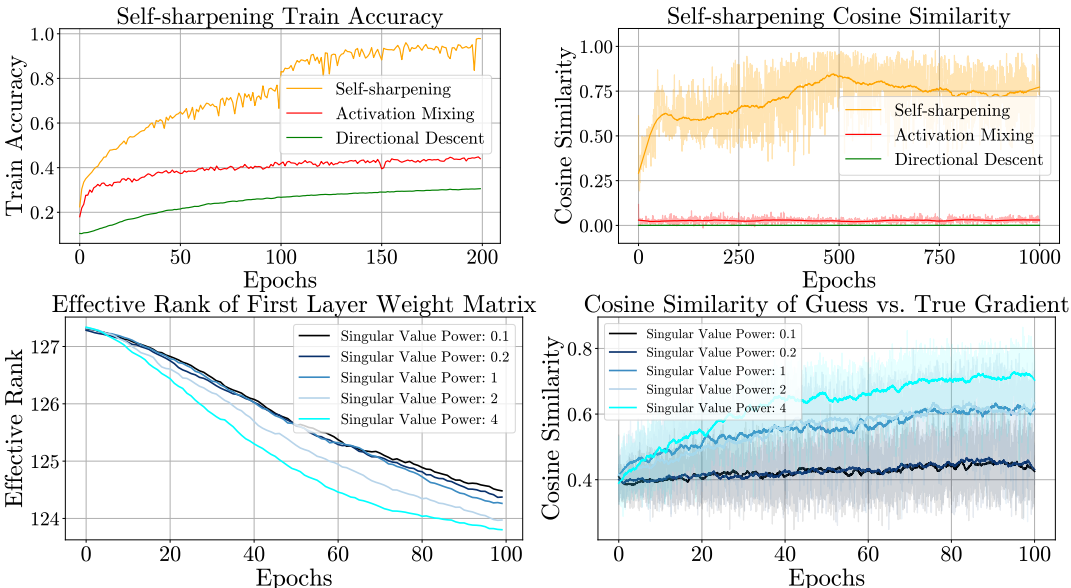 Self-sharpening Train Accuracy
Train Accuracy
1.0
0.8
0.6
0.4
0.2
Self-sharpening
Activation Mixing
Directional Descent
0 50 100 150 200
Epochs
Self-sharpening Cosine Similarity
Cosine Similarity
1.00
0.75
0.50
0.25
0.00
Self-sharpening
Activation Mixing
Directional Descent
0 250 500 750 1000
Epochs
Effective Rank of First Layer Weight Matrix
Effective Rank
127
126
125
124
Singular Value Power: 0.1
Singular Value Power: 0.2
Singular Value Power: 1
Singular Value Power: 2
Singular Value Power: 4
0 20 40 60 80 100
Epochs
Cosine Similarity of Guess vs. True Gradient
Cosine Similarity
0.8
0.6
0.4
Singular Value Power: 0.1
Singular Value Power: 0.2
Singular Value Power: 1
Singular Value Power: 2
Singular Value Power: 4
0 20 40 60 80 100
Epochs